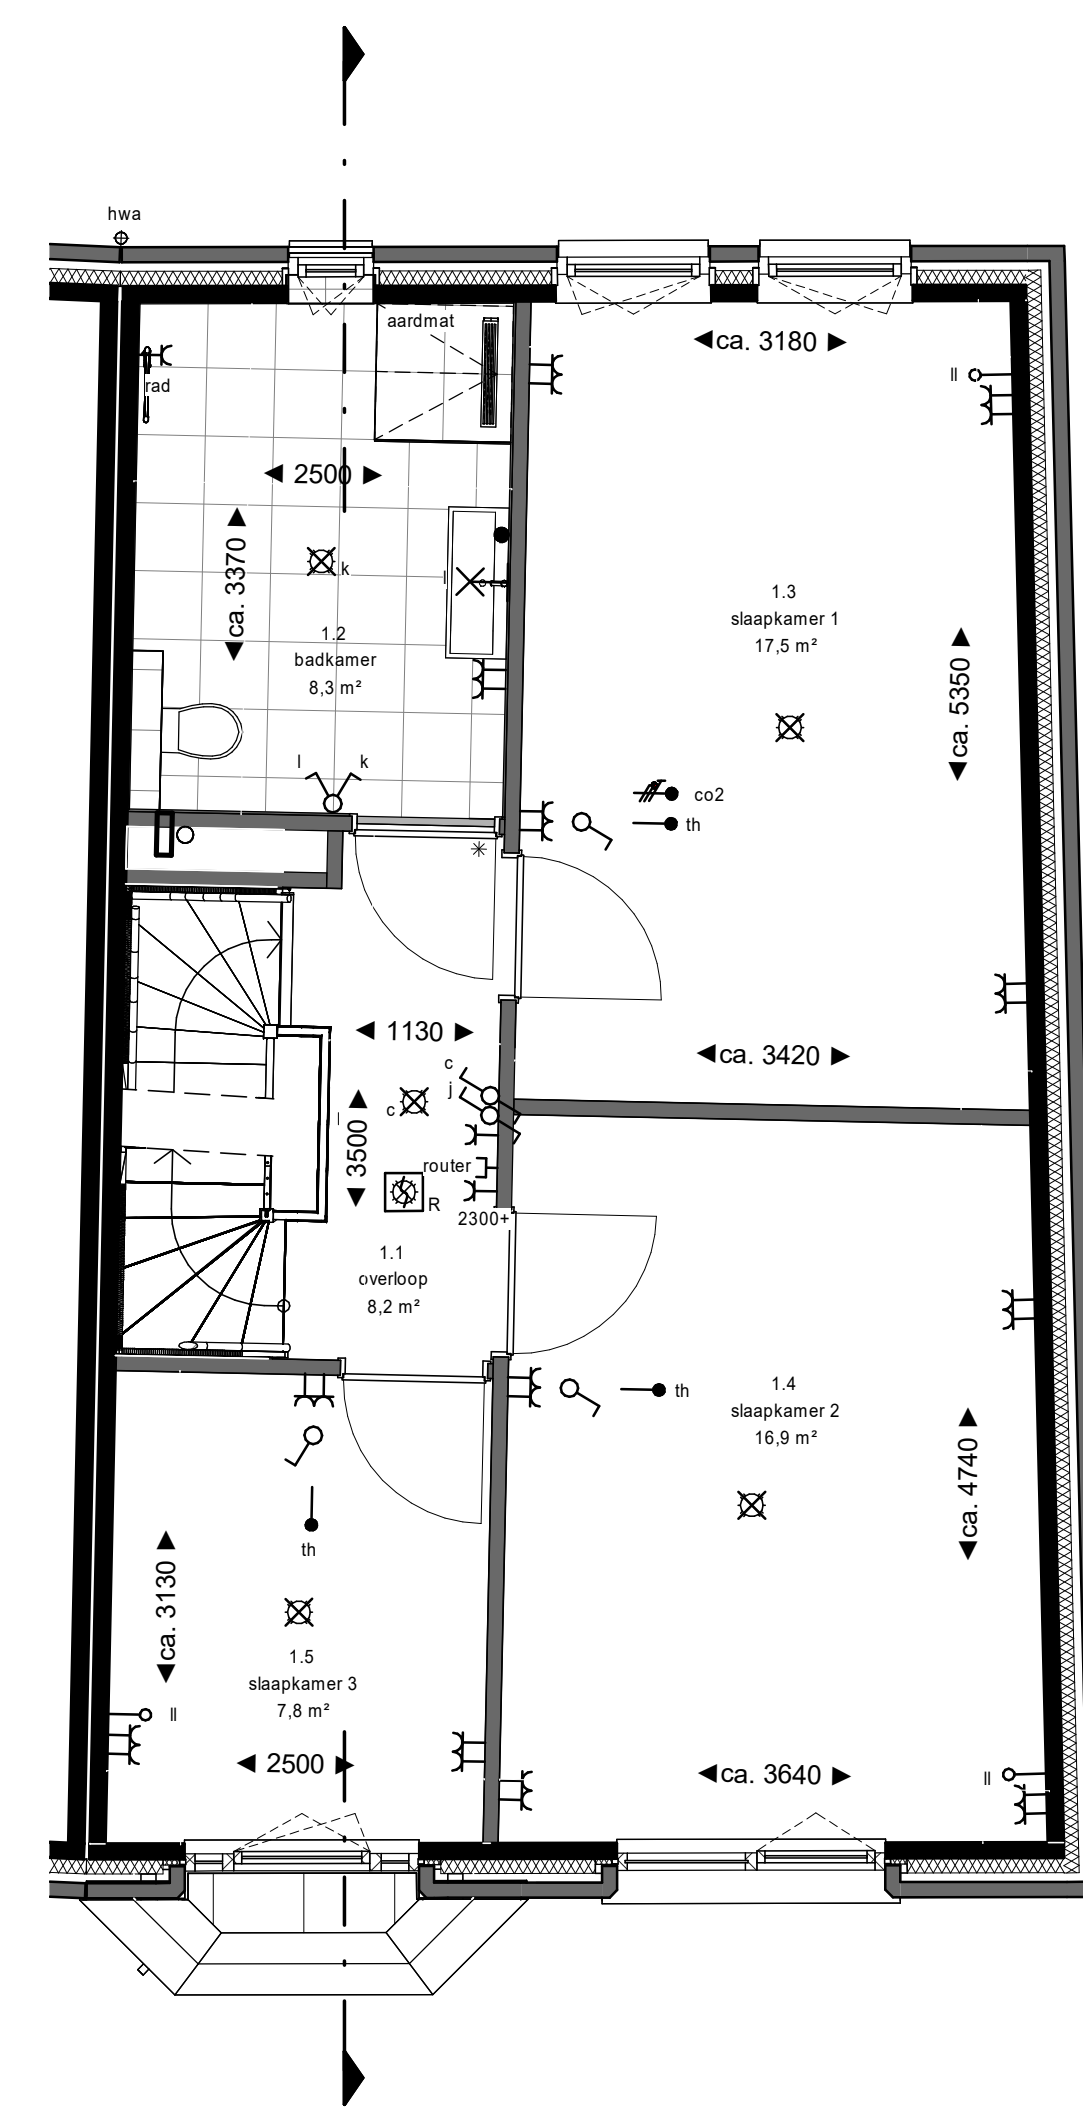 hwa
aardmat
ca. 3180
rad
ll
2500
ca. 3370
k
l
1.2
badkamer
8,3 m²
1.3
slaapkamer 1
17,5 m²
ca. 5350
l
k
co2
th
1130
ca. 3420
c
j
c
l
3500
router
R
2300+
1.1
overloop
8,2 m²
th
1.4
slaapkamer 2
16,9 m²
ca. 4740
th
ca. 3130
1.5
slaapkamer 3
7,8 m²
ll
2500
ca. 3640
ll